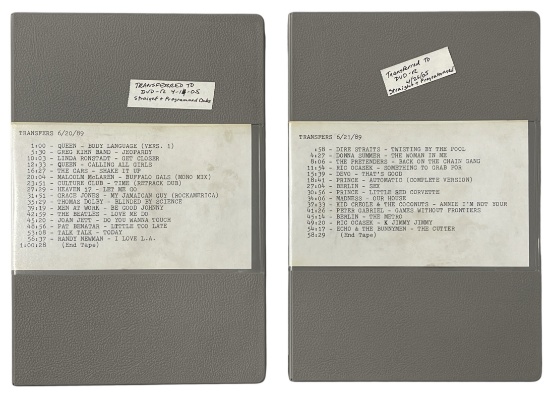 TRANSFERRED TO
DVD-R 4-18-05
Straight + Programmed Dubs
TRANSFERS 6/20/89
1:00 - QUEEN - BODY LANGUAGE (VERS. 1)
5:30 - GREG KIHN BAND - JEOPARDY
10:03 - LINDA RONSTADT - GET CLOSER
12:33 - QUEEN - CALLING ALL GIRLS
16:27 - THE CARS - SHAKE IT UP
20:04 - MALCOLM McLAREN - BUFFALO GALS (MONO MIX)
23:51 - CULTURE CLUB - TIME (RETRACK DUB)
27:09 - HEAVEN 17 - LET ME GO
31:51 - GRACE JONES - MY JAMAICAN GUY (ROCKAMERICA)
35:29 - THOMAS DOLBY - BLINDED BY SCIENCE
39:19 - MEN AT WORK - BE GOOD JOHNNY
42:59 - THE BEATLES - LOVE ME DO
45:20 - JOAN JETT - DO YOU WANNA TOUCH
48:56 - PAT BENATAR - LITTLE TOO LATE
53:08 - TALK TALK - TODAY
56:37 - RANDY NEWMAN - I LOVE L.A.
1:00:28 (End Tape)
Transferred To
DVD-R
4/20/05
Straight + Programmed
TRANSFERS 6/21/89
:58 - DIRE STRAITS - TWISTING BY THE POOL
4:27 - DONNA SUMMER - THE WOMAN IN ME
8:06 - THE PRETENDERS - BACK ON THE CHAIN GANG
11:54 - RIC OCASEK - SOMETHING TO GRAB FOR
15:39 - DEVO - THAT'S GOOD
18:41 - PRINCE - AUTOMATIC (COMPLETE VERSION)
27:04 - BERLIN - SEX
30:56 - PRINCE - LITTLE RED CORVETTE
34:06 - MADNESS - OUR HOUSE
37:33 - KID CREOLE & THE COCONUTS - ANNIE I'M NOT YOUR
41:26 - PETER GABRIEL - GAMES WITHOUT FRONTIERS
45:14 - BERLIN - THE METRO
49:20 - RIC OCASEK - JIMMY JIMMY
54:17 - ECHO & THE BUNNYMEN - THE CUTTER
58:29 (End Tape)